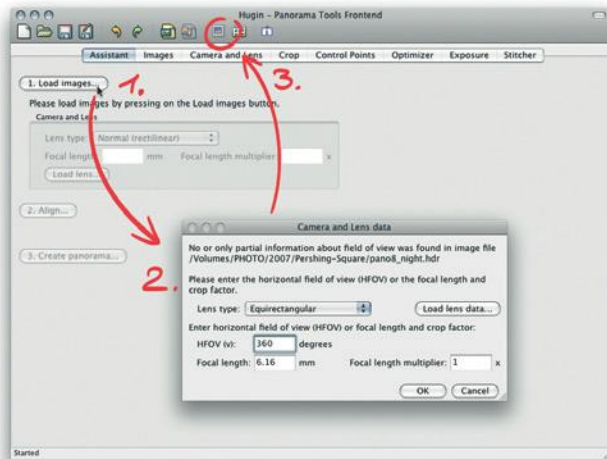 Hugin - Panorama Tools Frontend
Assistant Images Camera and Lens Crop Control Points Optimizer Exposure Stitcher
1. Load images... 1. 3.
Please load images by pressing on the Load images button.
Camera and Lens
Lens type: Normal (rectilinear)
Focal length: mm Focal length multiplier: x
Load lens...
2. Align...
3. Create panorama...
2.
Camera and Lens data
No or only partial information about field of view was found in image file
/Volumes/PHOTO/2007/Pershing-Square/pano8_night.hdr
Please enter the horizontal field of view (HFOV) or the focal length and
crop factor.
Lens type: Equirectangular Load lens data...
Enter horizontal field of view (HFOV) or focal length and crop factor:
HFOV (v): 360 degrees
Focal length: 6.16 mm Focal length multiplier: 1 x
OK Cancel
Started